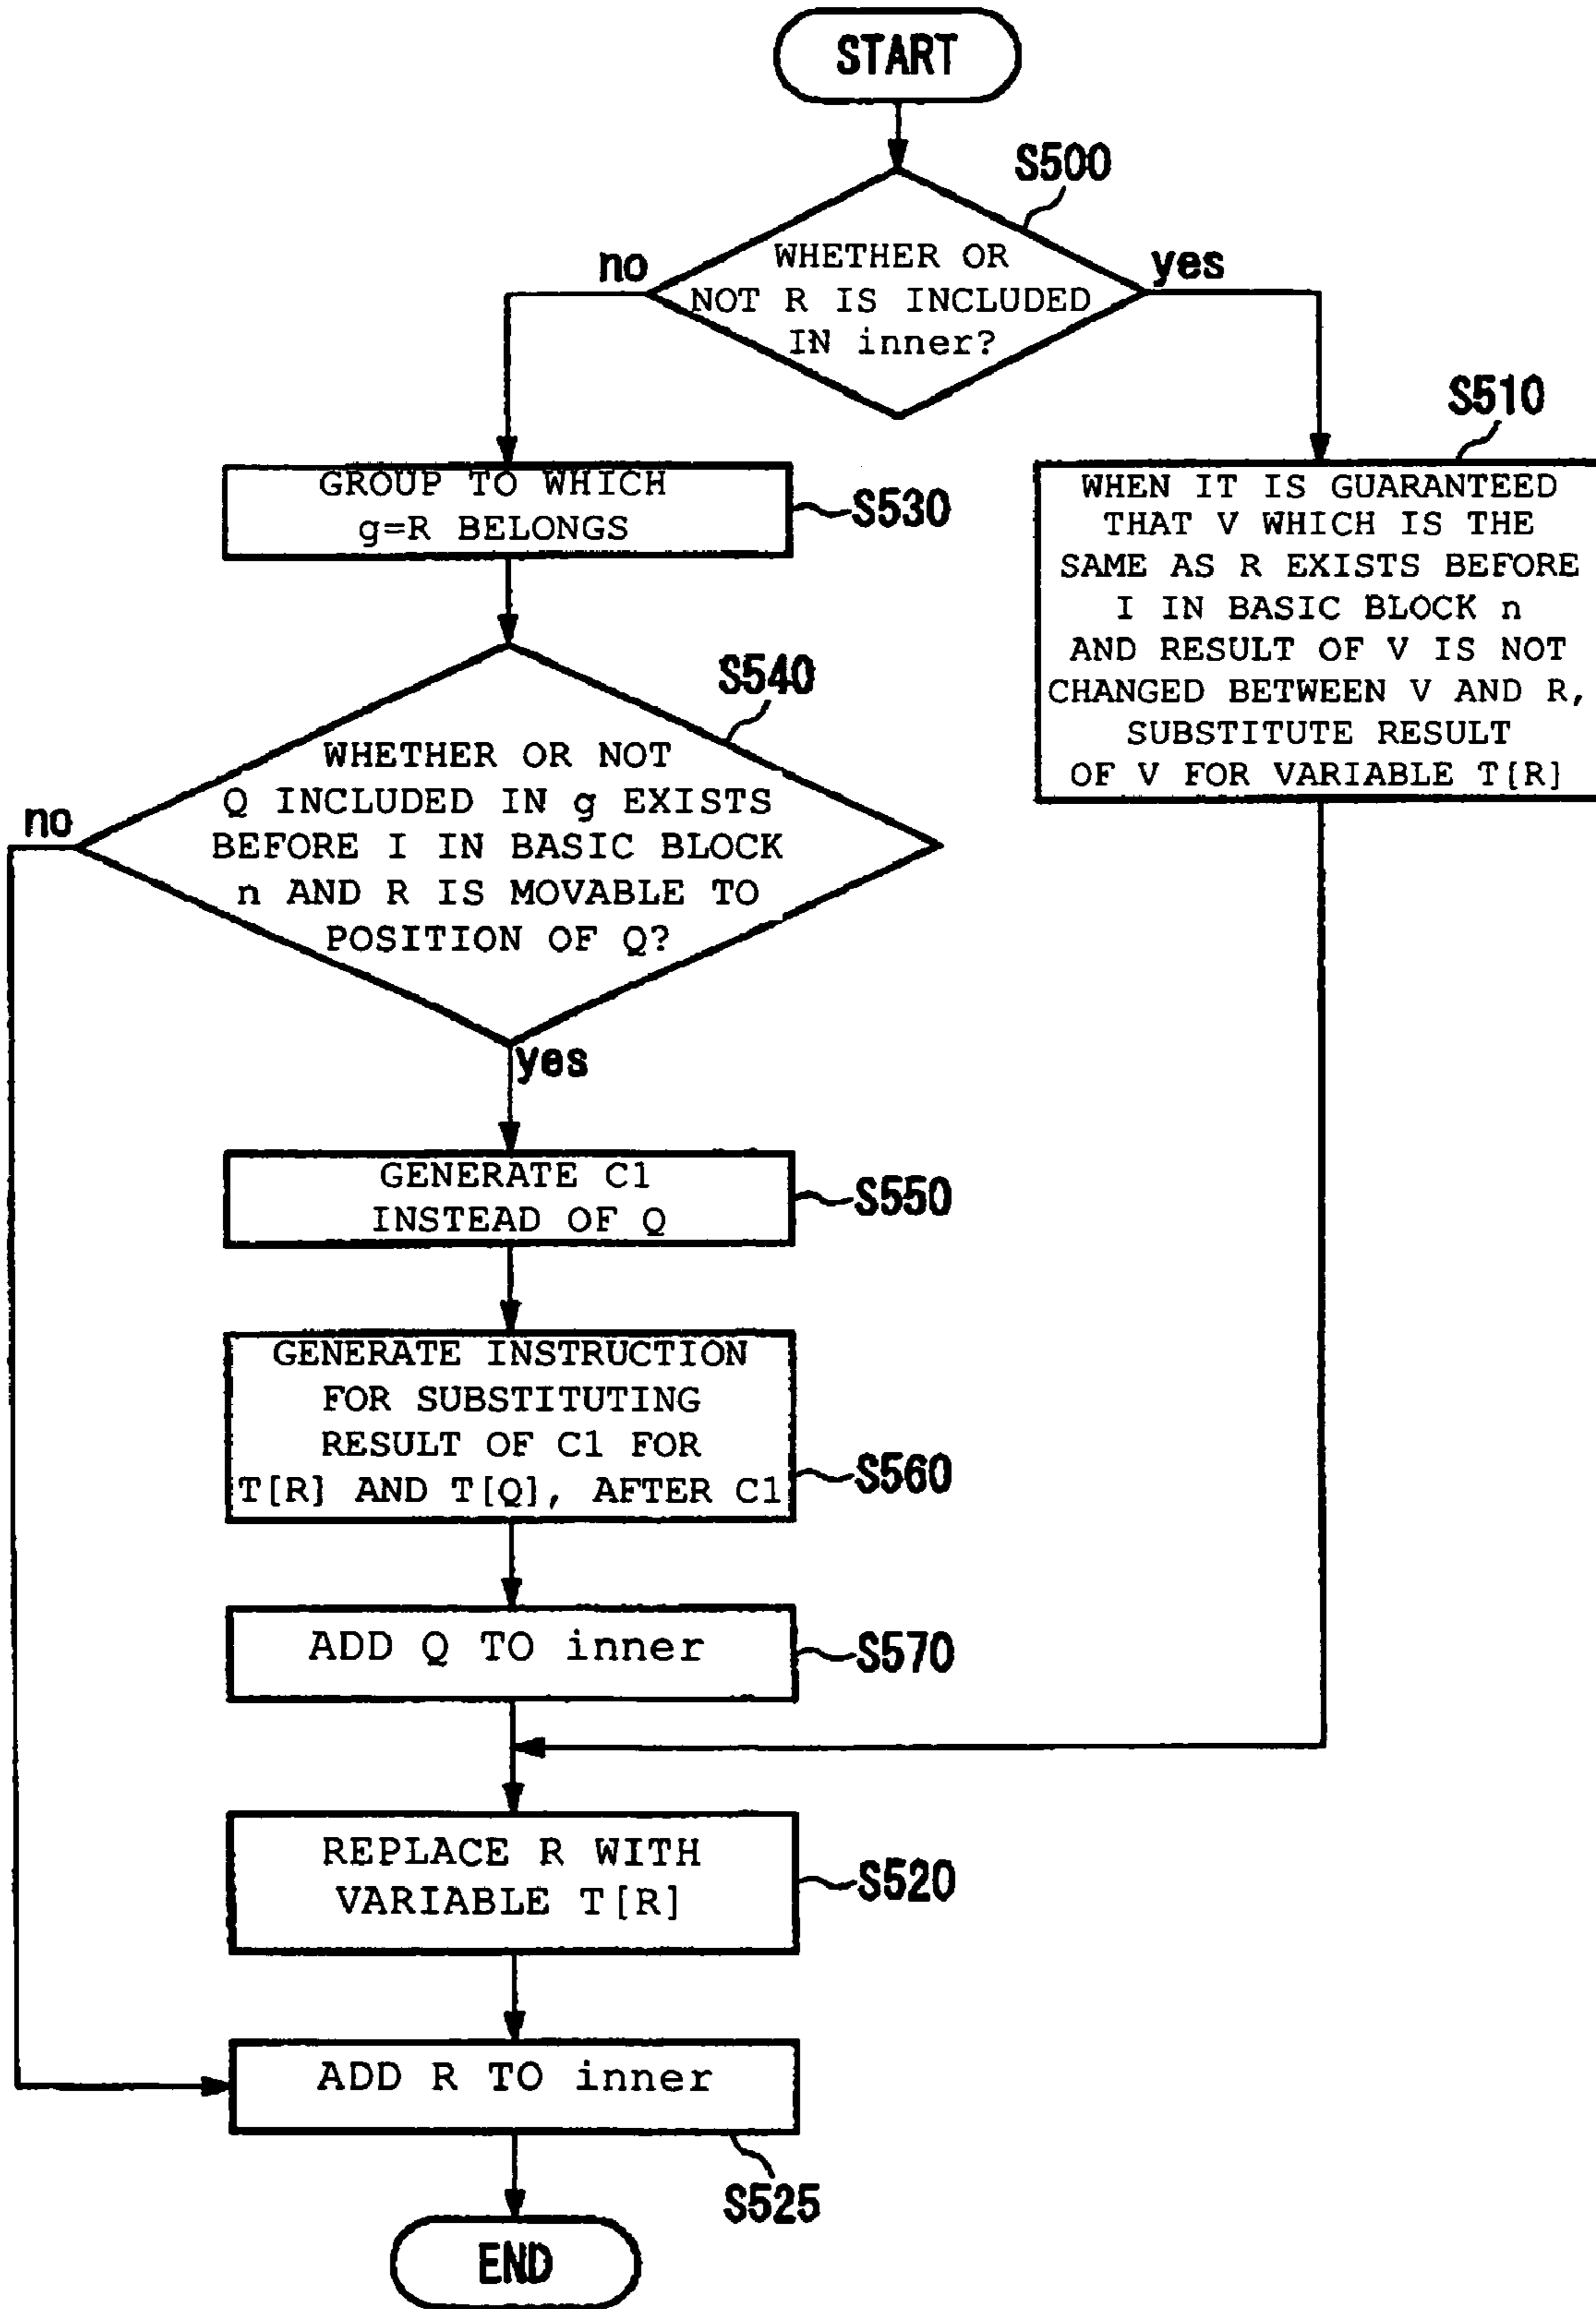 START
S500
no
yes
WHETHER OR
NOT R IS INCLUDED
IN inner?
S510
WHEN IT IS GUARANTEED
THAT V WHICH IS THE
SAME AS R EXISTS BEFORE
I IN BASIC BLOCK n
AND RESULT OF V IS NOT
CHANGED BETWEEN V AND R,
SUBSTITUTE RESULT
OF V FOR VARIABLE T[R]
GROUP TO WHICH
g=R BELONGS
S530
S540
no
WHETHER OR NOT
Q INCLUDED IN g EXISTS
BEFORE I IN BASIC BLOCK
n AND R IS MOVABLE TO
POSITION OF Q?
yes
GENERATE C1
INSTEAD OF Q
S550
GENERATE INSTRUCTION
FOR SUBSTITUTING
RESULT OF C1 FOR
T[R] AND T[Q], AFTER C1
S560
ADD Q TO inner
S570
REPLACE R WITH
VARIABLE T[R]
S520
ADD R TO inner
S525
END